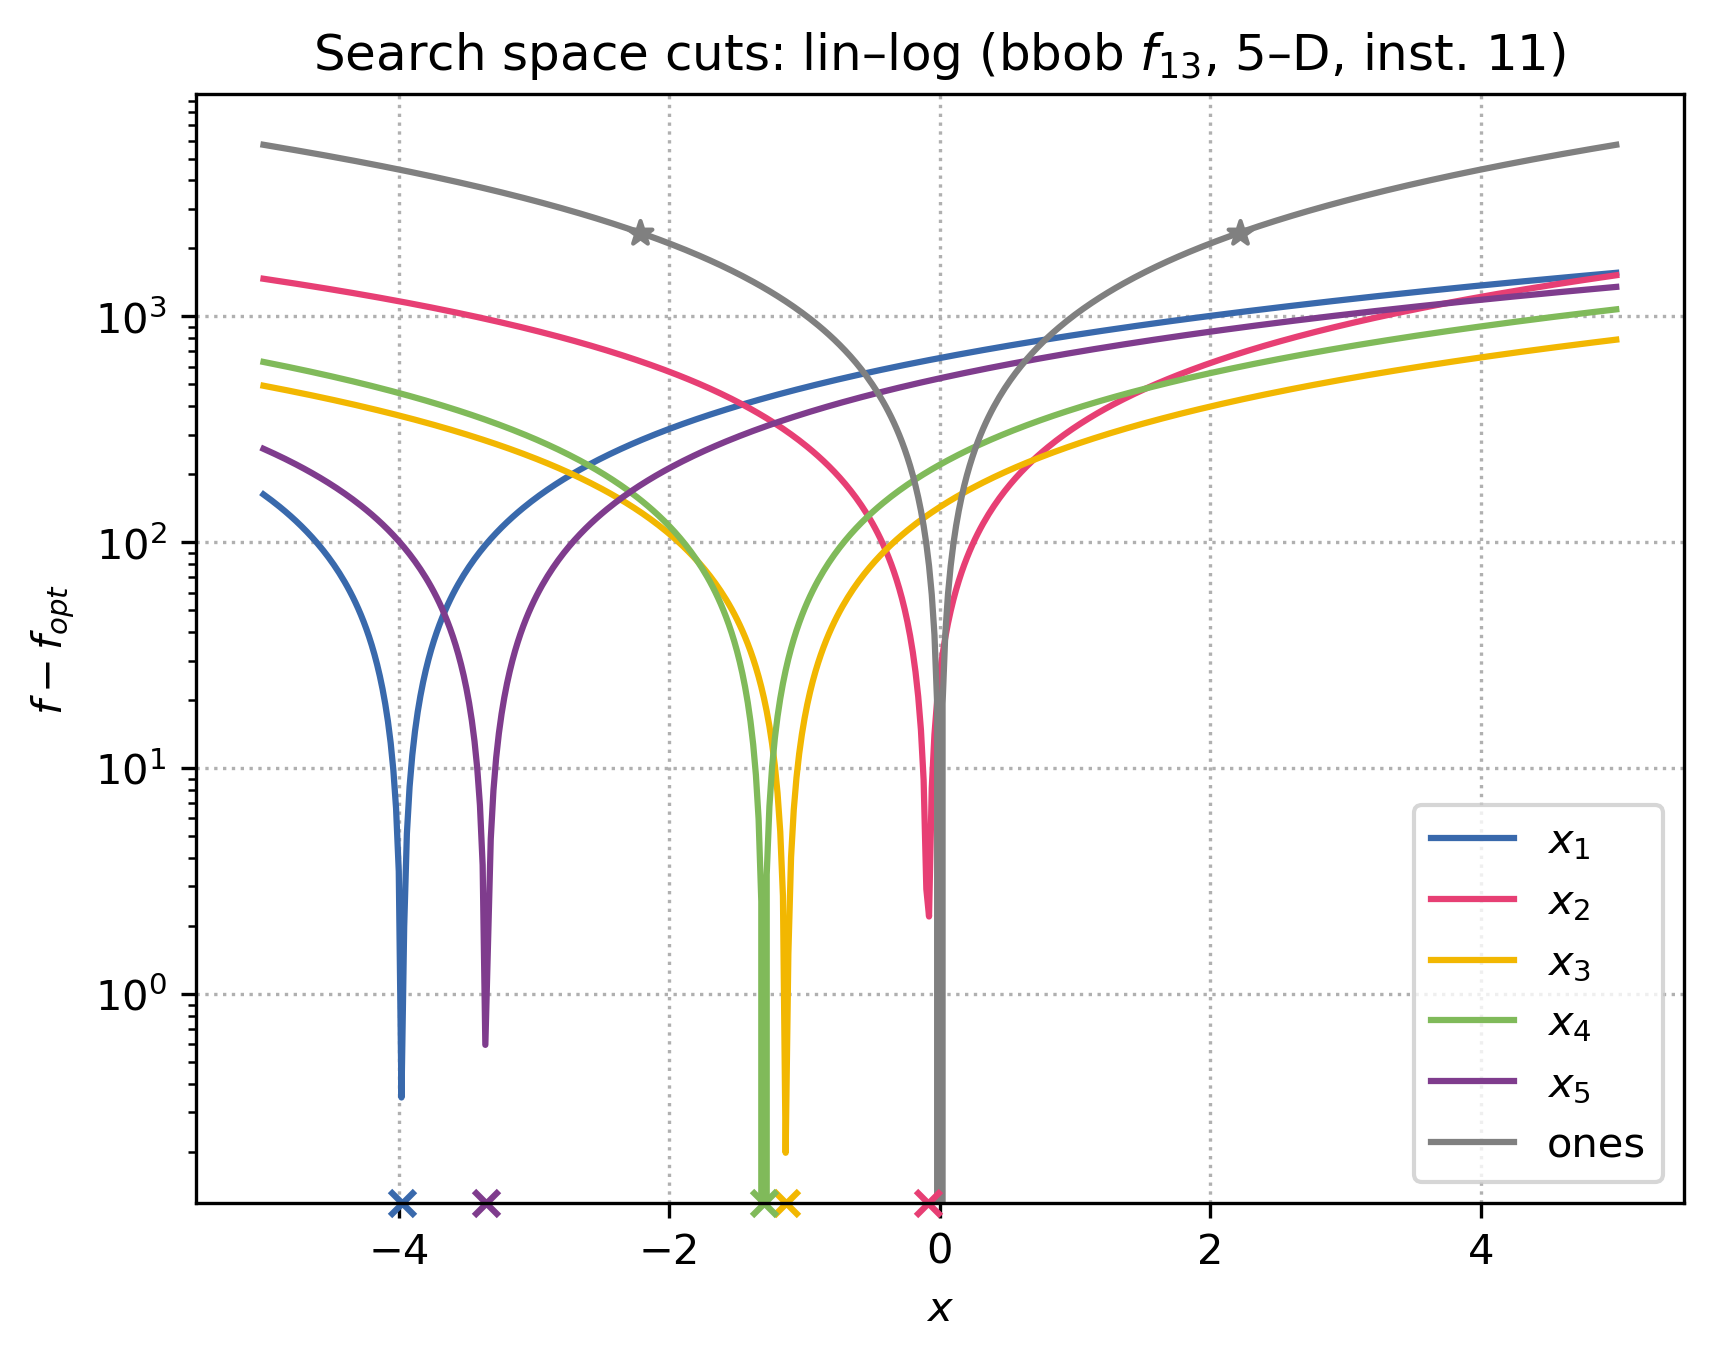 Search space cuts: lin–log (bbob f₁₃, 5–D, inst. 11)
f − f_opt
10³
10²
10¹
10⁰
−4
−2
0
2
4
x
x₁
x₂
x₃
x₄
x₅
ones